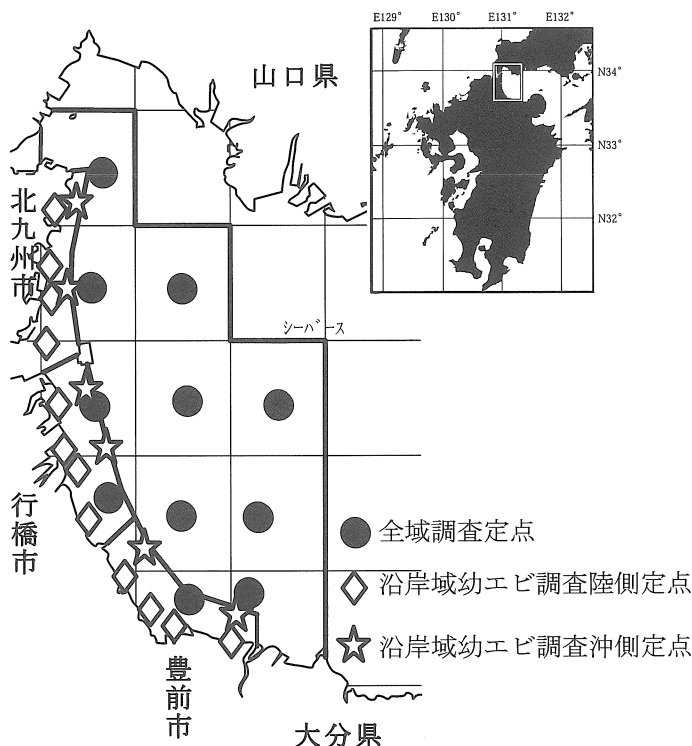 E129° E130° E131° E132°
N34°
N33°
N32°
山口県
北九州市
シーバース
行橋市
豊前市
大分県
全域調査定点
沿岸域幼エビ調査陸側定点
沿岸域幼エビ調査沖側定点